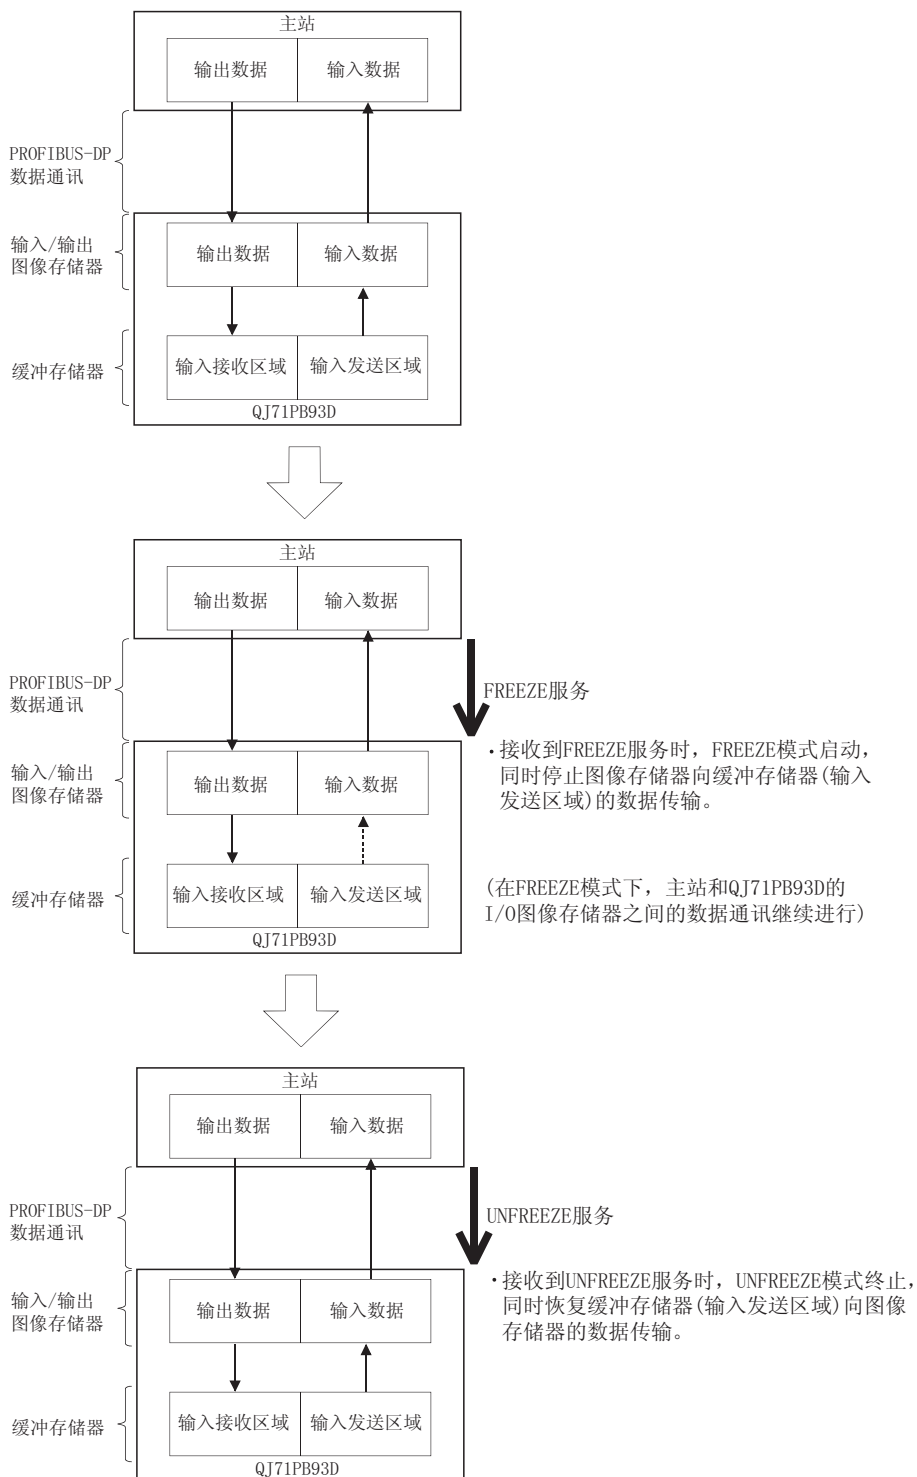 主站
输出数据 输入数据
PROFIBUS-DP
数据通讯
输入/输出
图像存储器
输出数据 输入数据
缓冲存储器
输入接收区域 输入发送区域
QJ71PB93D
主站
输出数据 输入数据
PROFIBUS-DP
数据通讯
FREEZE服务
输入/输出
图像存储器
输出数据 输入数据
·接收到FREEZE服务时，FREEZE模式启动，
同时停止图像存储器向缓冲存储器(输入
发送区域)的数据传输。
缓冲存储器
输入接收区域 输入发送区域
QJ71PB93D
(在FREEZE模式下，主站和QJ71PB93D的
I/O图像存储器之间的数据通讯继续进行)
主站
输出数据 输入数据
PROFIBUS-DP
数据通讯
UNFREEZE服务
输入/输出
图像存储器
输出数据 输入数据
·接收到UNFREEZE服务时，UNFREEZE模式终止，
同时恢复缓冲存储器(输入发送区域)向图像
存储器的数据传输。
缓冲存储器
输入接收区域 输入发送区域
QJ71PB93D